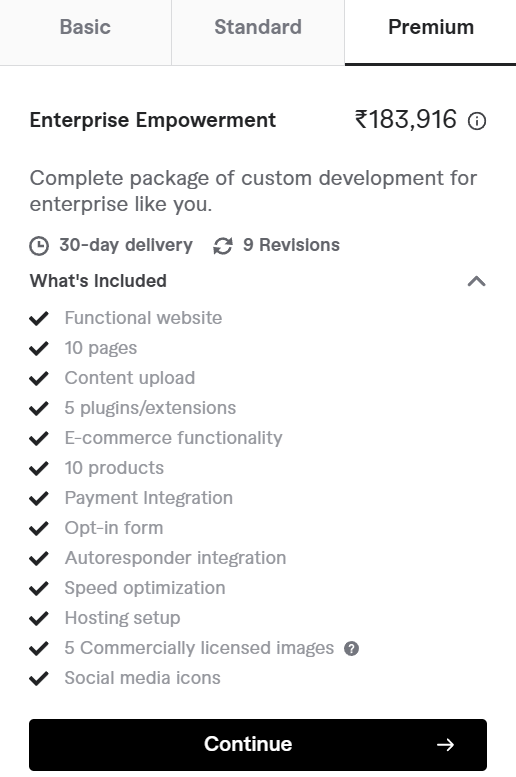 Basic
Standard
Premium
Enterprise Empowerment
₹183,916
Complete package of custom development for
enterprise like you.
30-day delivery
9 Revisions
What's Included
Functional website
10 pages
Content upload
5 plugins/extensions
E-commerce functionality
10 products
Payment Integration
Opt-in form
Autoresponder integration
Speed optimization
Hosting setup
5 Commercially licensed images
Social media icons
Continue